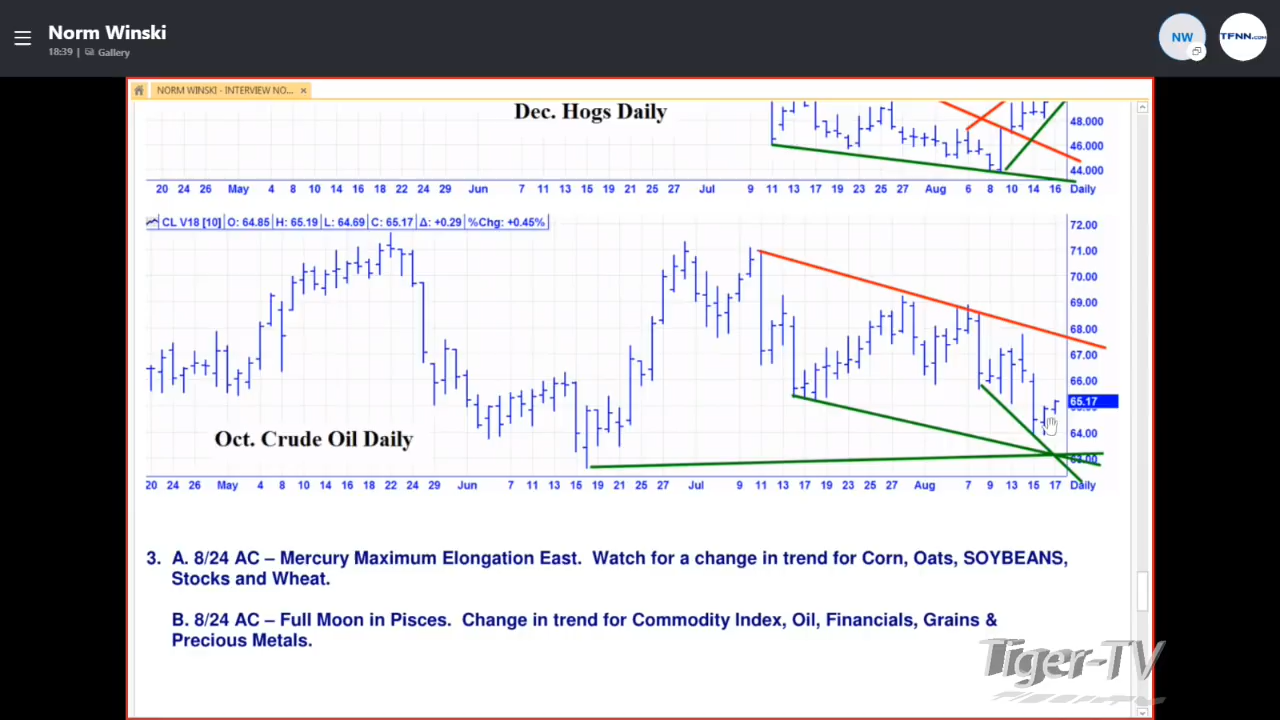 Norm Winski
18:39 | Gallery
NW
TFNN.COM
NORM WINSKI - INTERVIEW NO... ×
Dec. Hogs Daily
48.000
46.000
44.000
20 24 26 May 4 8 10 14 16 18 22 24 29 Jun 7 11 13 15 19 21 25 27 Jul 9 11 13 17 19 23 25 27 Aug 6 8 10 14 16 Daily
CL V18 [10] O: 64.85 H: 65.19 L: 64.69 C: 65.17 Δ: +0.29 %Chg: +0.45%
72.00
71.00
70.00
69.00
68.00
67.00
66.00
65.17
64.00
63.00
Oct. Crude Oil Daily
20 24 26 May 4 8 10 14 16 18 22 24 29 Jun 7 11 13 15 19 21 25 27 Jul 9 11 13 17 19 23 25 27 Aug 7 9 13 15 17 Daily
3. A. 8/24 AC – Mercury Maximum Elongation East. Watch for a change in trend for Corn, Oats, SOYBEANS,
Stocks and Wheat.
B. 8/24 AC – Full Moon in Pisces. Change in trend for Commodity Index, Oil, Financials, Grains &
Precious Metals.
Tiger-TV